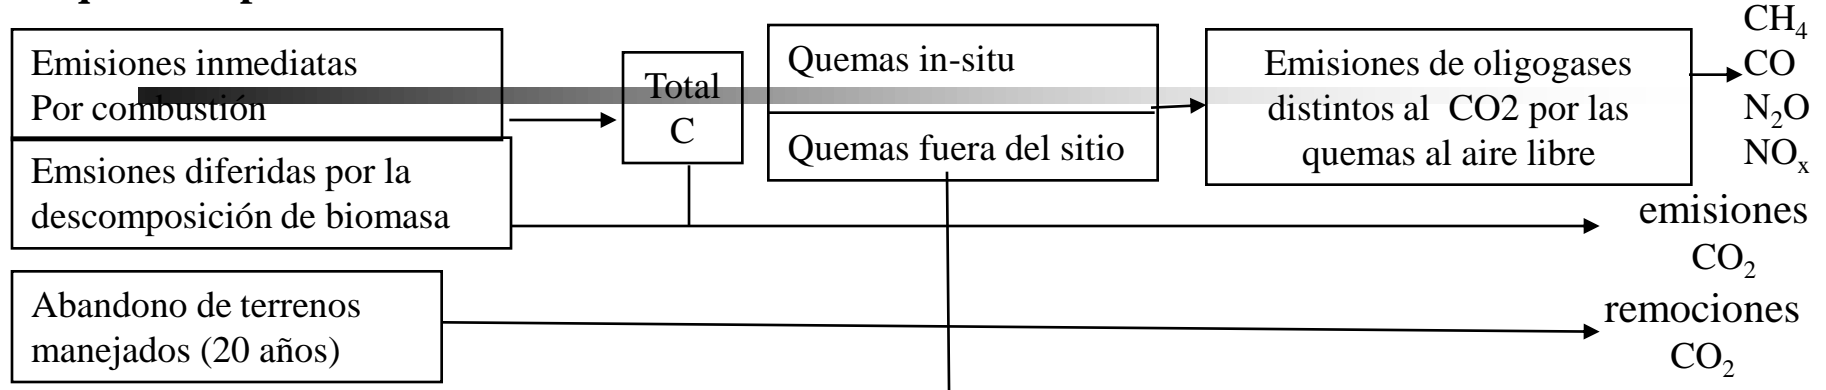 Emisiones inmediatas
Por combustión
Emsiones diferidas por la
descomposición de biomasa
Abandono de terrenos
manejados (20 años)
Total
C
Quemas in-situ
Quemas fuera del sitio
Emisiones de oligogases
distintos al CO2 por las
quemas al aire libre
CH₄
CO
N₂O
NOₓ
emisiones
CO₂
remociones
CO₂